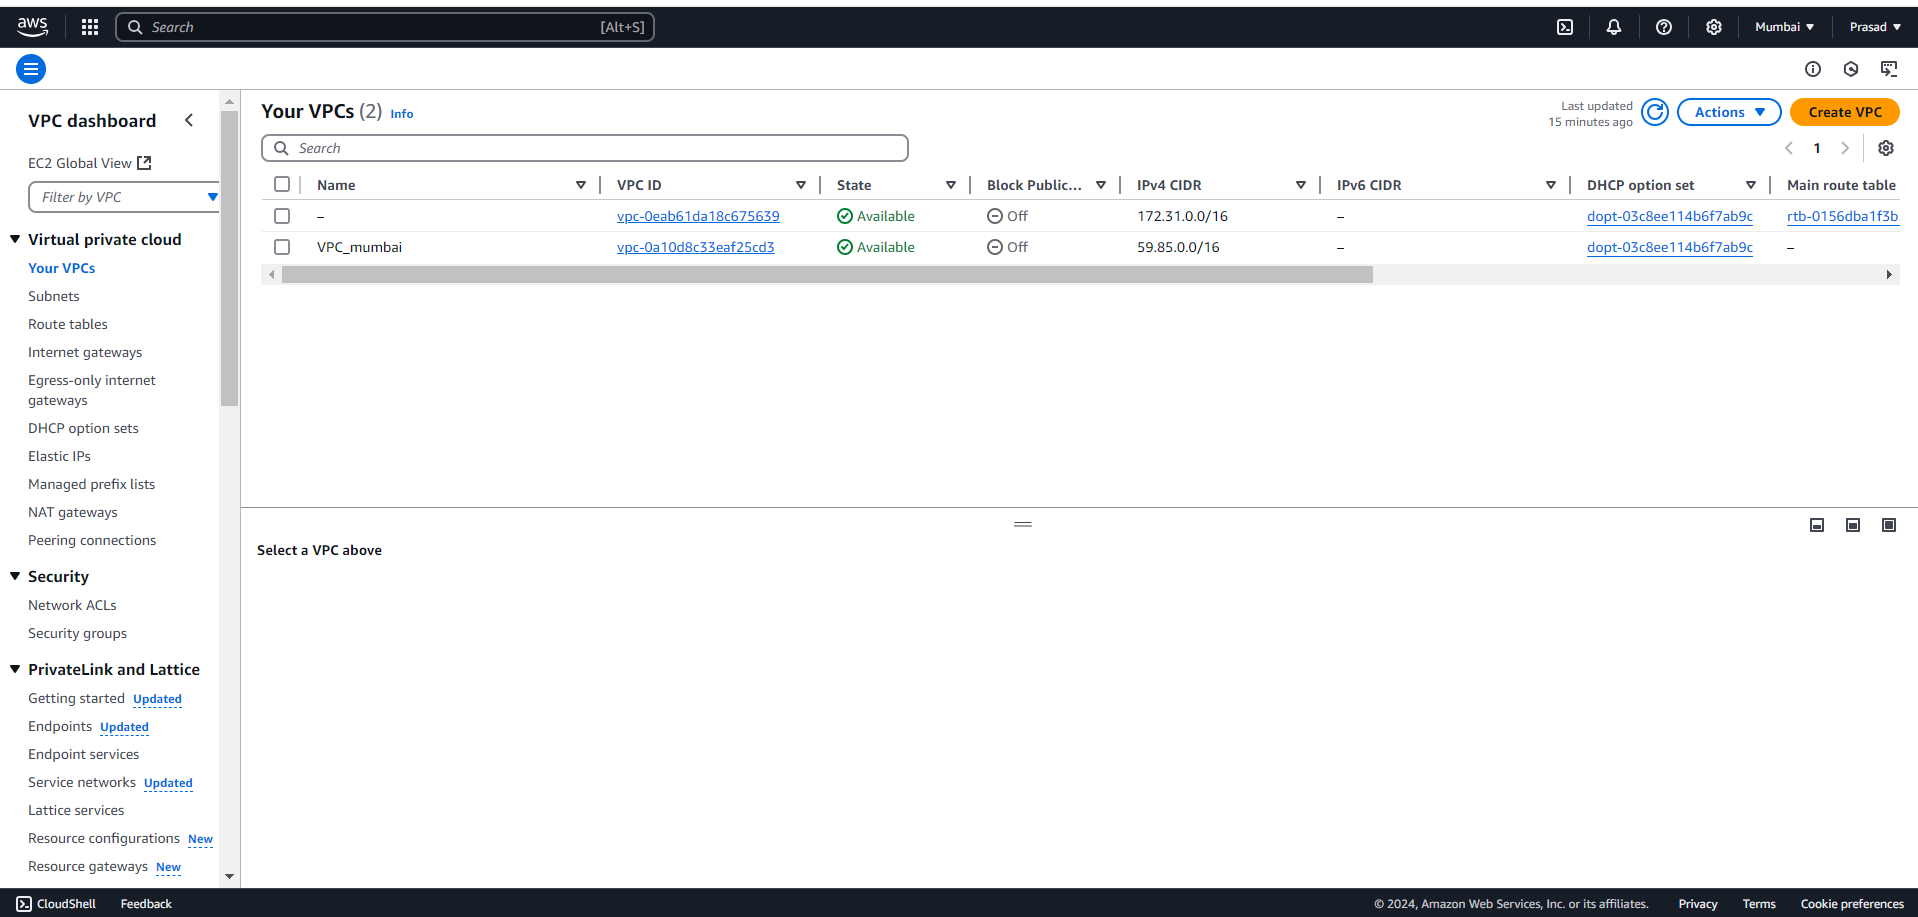 aws Search [Alt+S] Mumbai Prasad
VPC dashboard
EC2 Global View
Filter by VPC
Virtual private cloud
Your VPCs
Subnets
Route tables
Internet gateways
Egress-only internet
gateways
DHCP option sets
Elastic IPs
Managed prefix lists
NAT gateways
Peering connections
Security
Network ACLs
Security groups
PrivateLink and Lattice
Getting started Updated
Endpoints Updated
Endpoint services
Service networks Updated
Lattice services
Resource configurations New
Resource gateways New
Your VPCs (2) Info
Last updated
15 minutes ago
Actions
Create VPC
Search
1
Name VPC ID State Block Public... IPv4 CIDR IPv6 CIDR DHCP option set Main route table
– vpc-0eab61da18c675639 Available Off 172.31.0.0/16 – dopt-03c8ee114b6f7ab9c rtb-0156dba1f3b
VPC_mumbai vpc-0a10d8c33eaf25cd3 Available Off 59.85.0.0/16 – dopt-03c8ee114b6f7ab9c –
Select a VPC above
CloudShell Feedback © 2024, Amazon Web Services, Inc. or its affiliates. Privacy Terms Cookie preferences